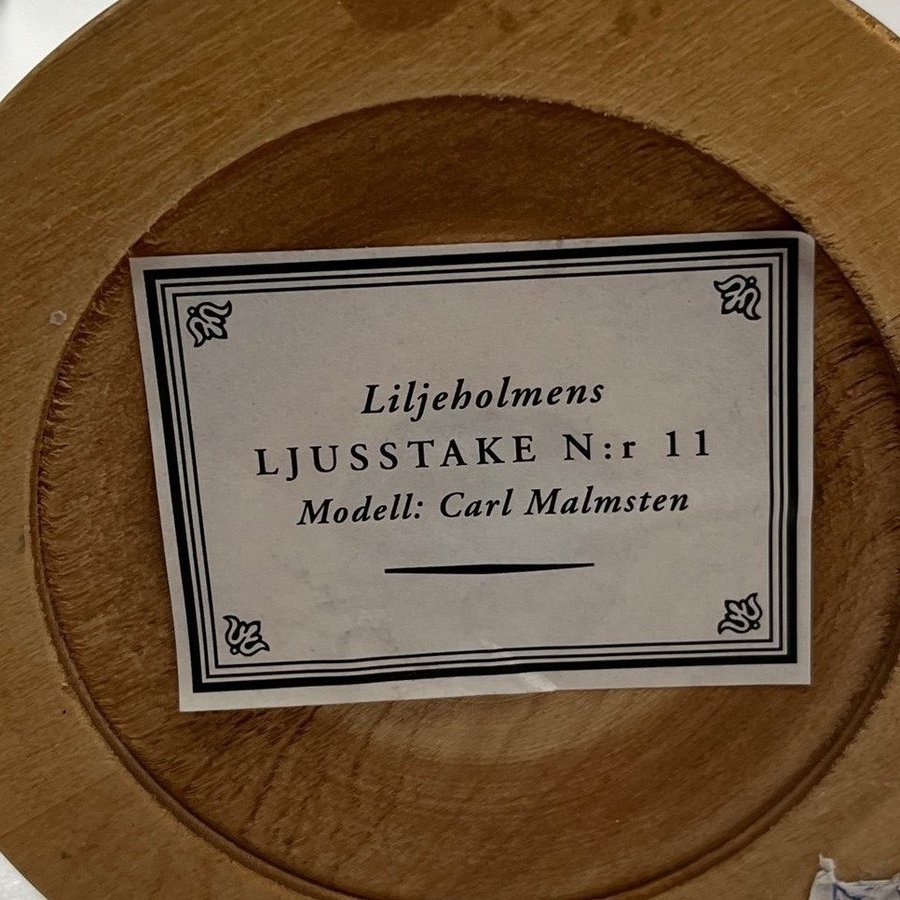 Liljeholmens
LJUSSTAKE N:r 11
Modell: Carl Malmsten